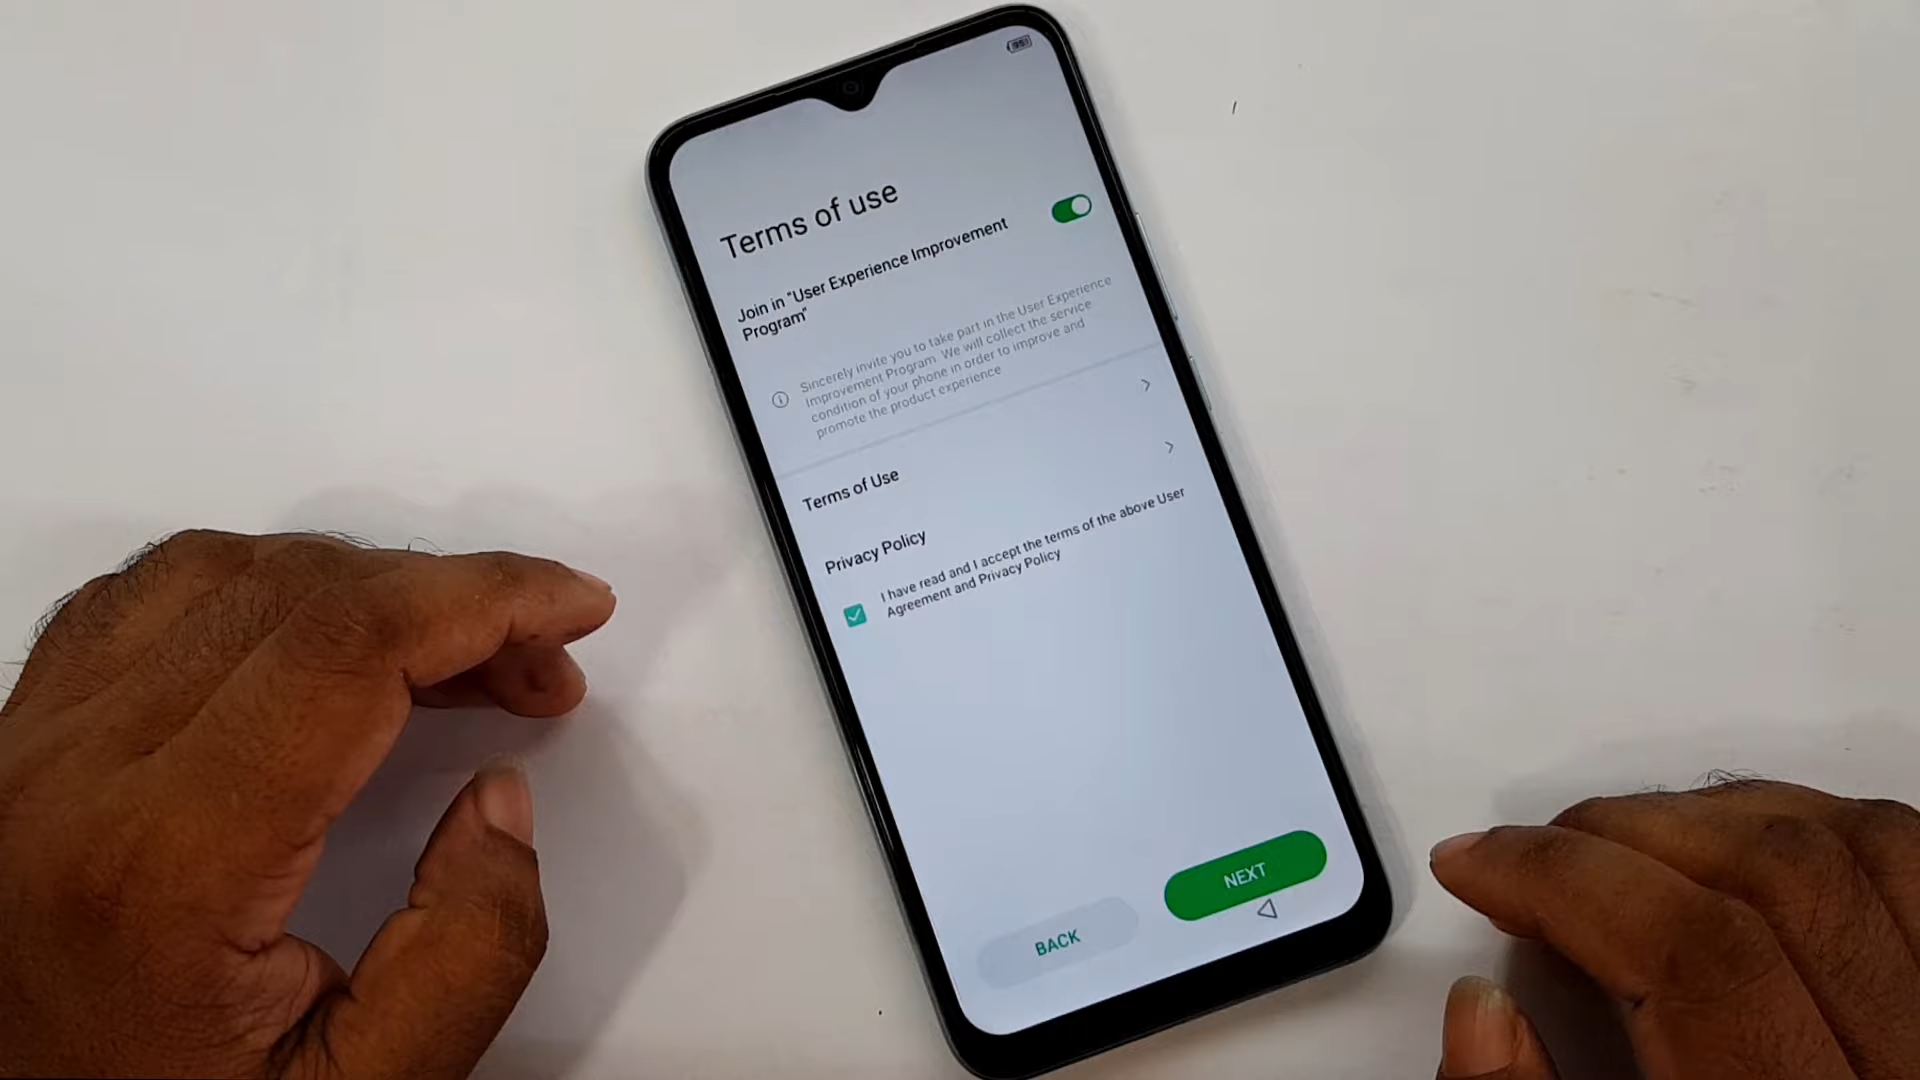 Terms of use
Join in "User Experience Improvement
Program"
Sincerely invite you to take part in the User Experience
Improvement Program. We will collect the service
condition of your phone in order to improve and
promote the product experience
Terms of Use
Privacy Policy
I have read and I accept the terms of the above User
Agreement and Privacy Policy
BACK
NEXT